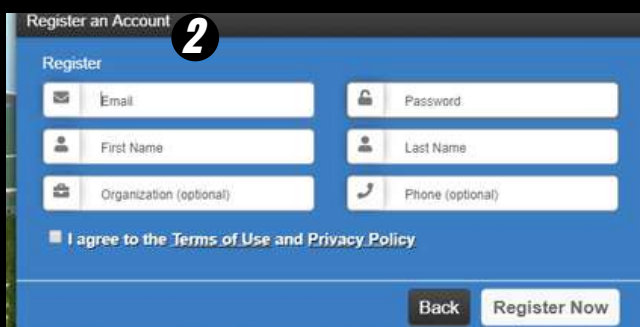 Register an Account
2
Register
Email
Password
First Name
Last Name
Organization (optional)
Phone (optional)
I agree to the Terms of Use and Privacy Policy
Back
Register Now